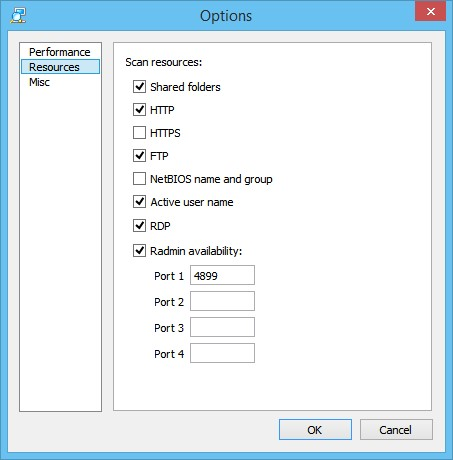 Options
Performance
Resources
Misc
Scan resources:
Shared folders
HTTP
HTTPS
FTP
NetBIOS name and group
Active user name
RDP
Radmin availability:
Port 1 4899
Port 2
Port 3
Port 4
OK Cancel